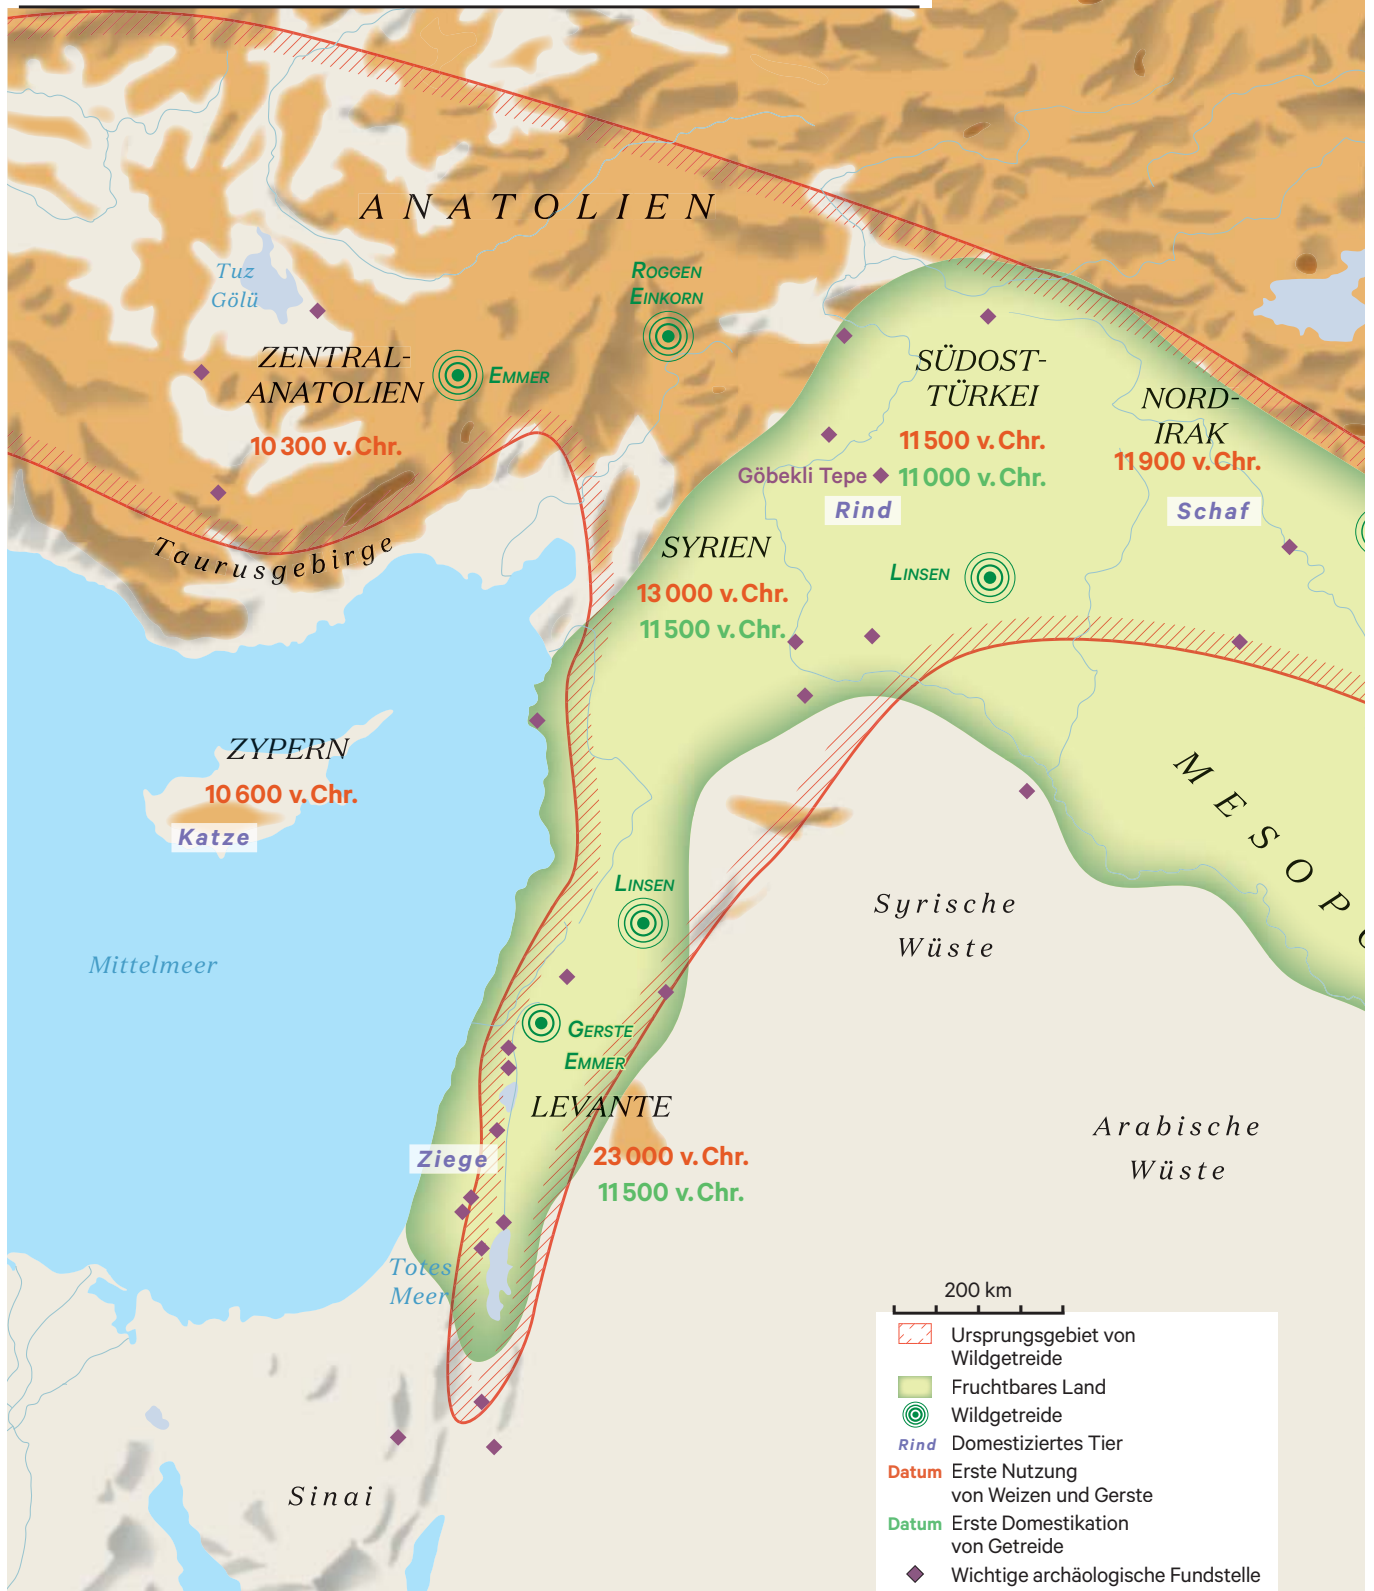 ANATOLIEN
Tuz
Gölü
ROGGEN
EINKORN
ZENTRAL-
ANATOLIEN
EMMER
10 300 v. Chr.
SÜDOST-
TÜRKEI
11 500 v. Chr.
11 000 v. Chr.
Göbekli Tepe
Rind
NORD-
IRAK
11 900 v. Chr.
Schaf
Taurusgebirge
SYRIEN
13 000 v. Chr.
11 500 v. Chr.
LINSEN
ZYPERN
10 600 v. Chr.
Katze
MESOPO
LINSEN
Syrische
Wüste
Mittelmeer
GERSTE
EMMER
LEVANTE
23 000 v. Chr.
11 500 v. Chr.
Ziege
Arabische
Wüste
Totes
Meer
Sinai
200 km
Ursprungsgebiet von
Wildgetreide
Fruchtbares Land
Wildgetreide
Rind Domestiziertes Tier
Datum Erste Nutzung
von Weizen und Gerste
Datum Erste Domestikation
von Getreide
Wichtige archäologische Fundstelle